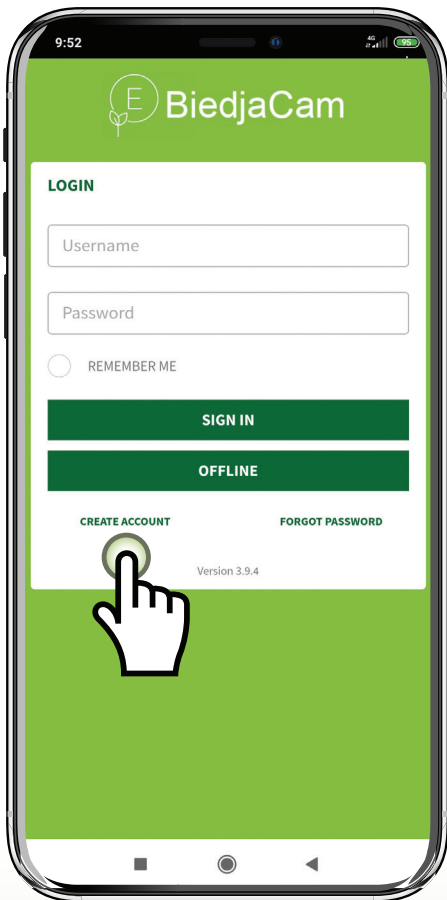 9:52
4G
95
E BiedjaCam
LOGIN
Username
Password
REMEMBER ME
SIGN IN
OFFLINE
CREATE ACCOUNT FORGOT PASSWORD
Version 3.9.4